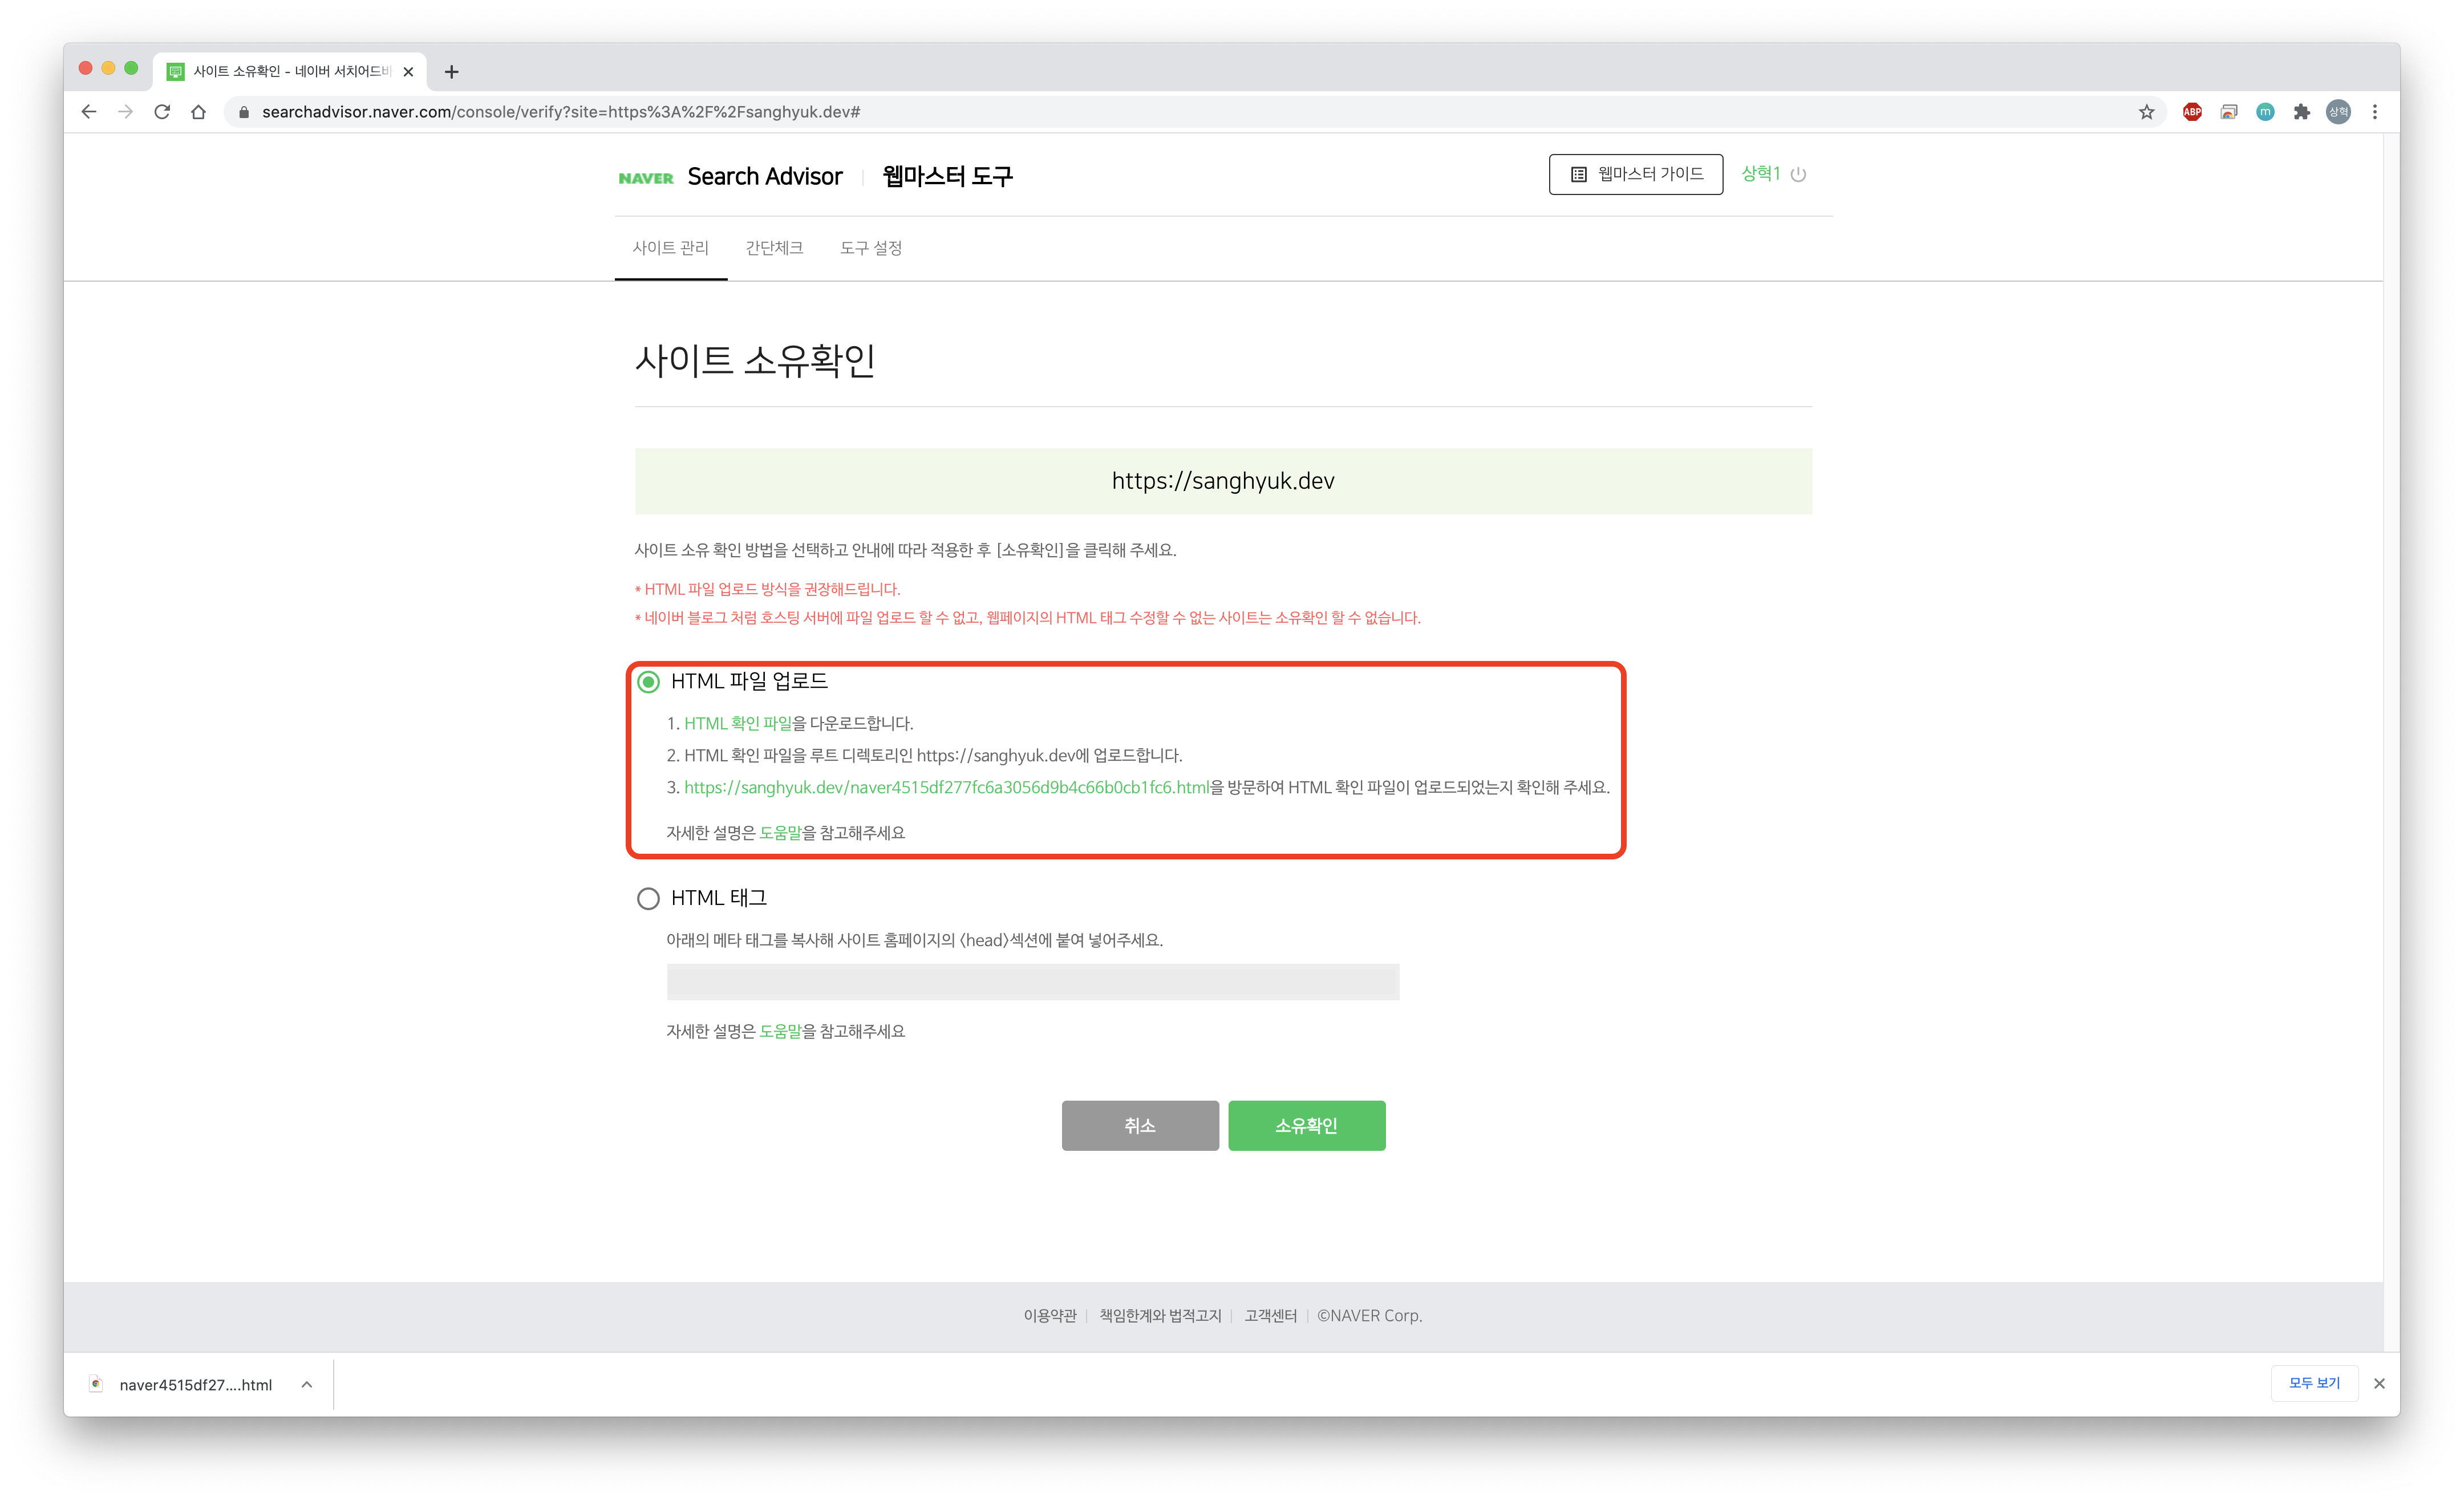 사이트 소유확인 - 네이버 서치어드바
searchadvisor.naver.com/console/verify?site=https%3A%2F%2Fsanghyuk.dev#
ABP
m
상혁
NAVER Search Advisor 웹마스터 도구
웹마스터 가이드 상혁1
사이트 관리 간단체크 도구 설정
사이트 소유확인
https://sanghyuk.dev
사이트 소유 확인 방법을 선택하고 안내에 따라 적용한 후 [소유확인]을 클릭해 주세요.
* HTML 파일 업로드 방식을 권장해드립니다.
* 네이버 블로그 처럼 호스팅 서버에 파일 업로드 할 수 없고, 웹페이지의 HTML 태그 수정할 수 없는 사이트는 소유확인 할 수 없습니다.
HTML 파일 업로드
1. HTML 확인 파일을 다운로드합니다.
2. HTML 확인 파일을 루트 디렉토리인 https://sanghyuk.dev에 업로드합니다.
3. https://sanghyuk.dev/naver4515df277fc6a3056d9b4c66b0cb1fc6.html을 방문하여 HTML 확인 파일이 업로드되었는지 확인해 주세요.
자세한 설명은 도움말을 참고해주세요
HTML 태그
아래의 메타 태그를 복사해 사이트 홈페이지의 〈head〉섹션에 붙여 넣어주세요.
자세한 설명은 도움말을 참고해주세요
취소 소유확인
이용약관 책임한계와 법적고지 고객센터 ©NAVER Corp.
naver4515df27....html
모두 보기